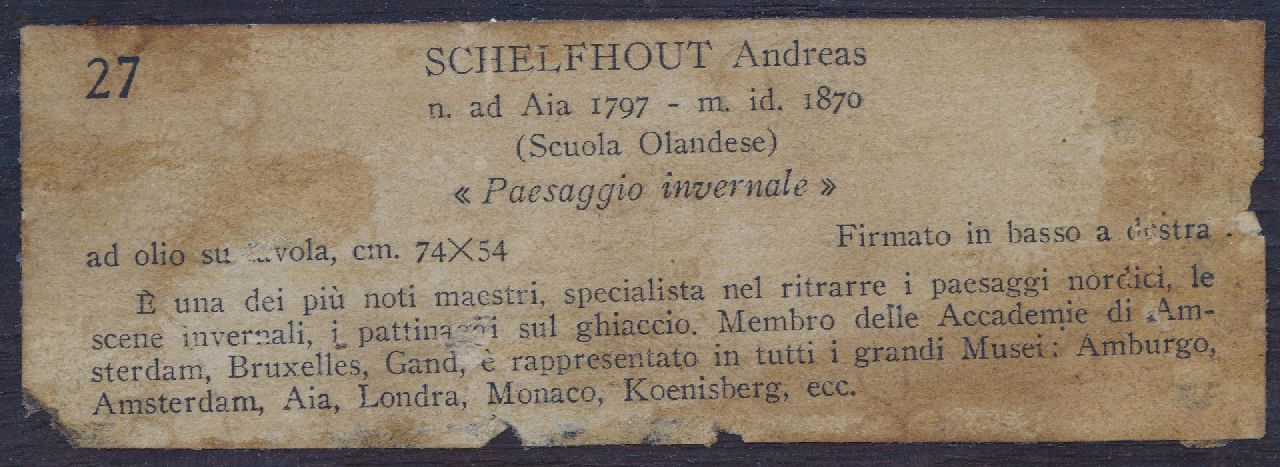 27
SCHELFHOUT Andreas
n. ad Aia 1797 - m. id. 1870
(Scuola Olandese)
« Paesaggio invernale »
ad olio su tavola, cm. 74X54
Firmato in basso a destra
È una dei più noti maestri, specialista nel ritrarre i paesaggi nordici, le
scene invernali, i pattinaggi sul ghiaccio. Membro delle Accademie di Am-
sterdam, Bruxelles, Gand, è rappresentato in tutti i grandi Musei: Amburgo,
Amsterdam, Aia, Londra, Monaco, Koenisberg, ecc.